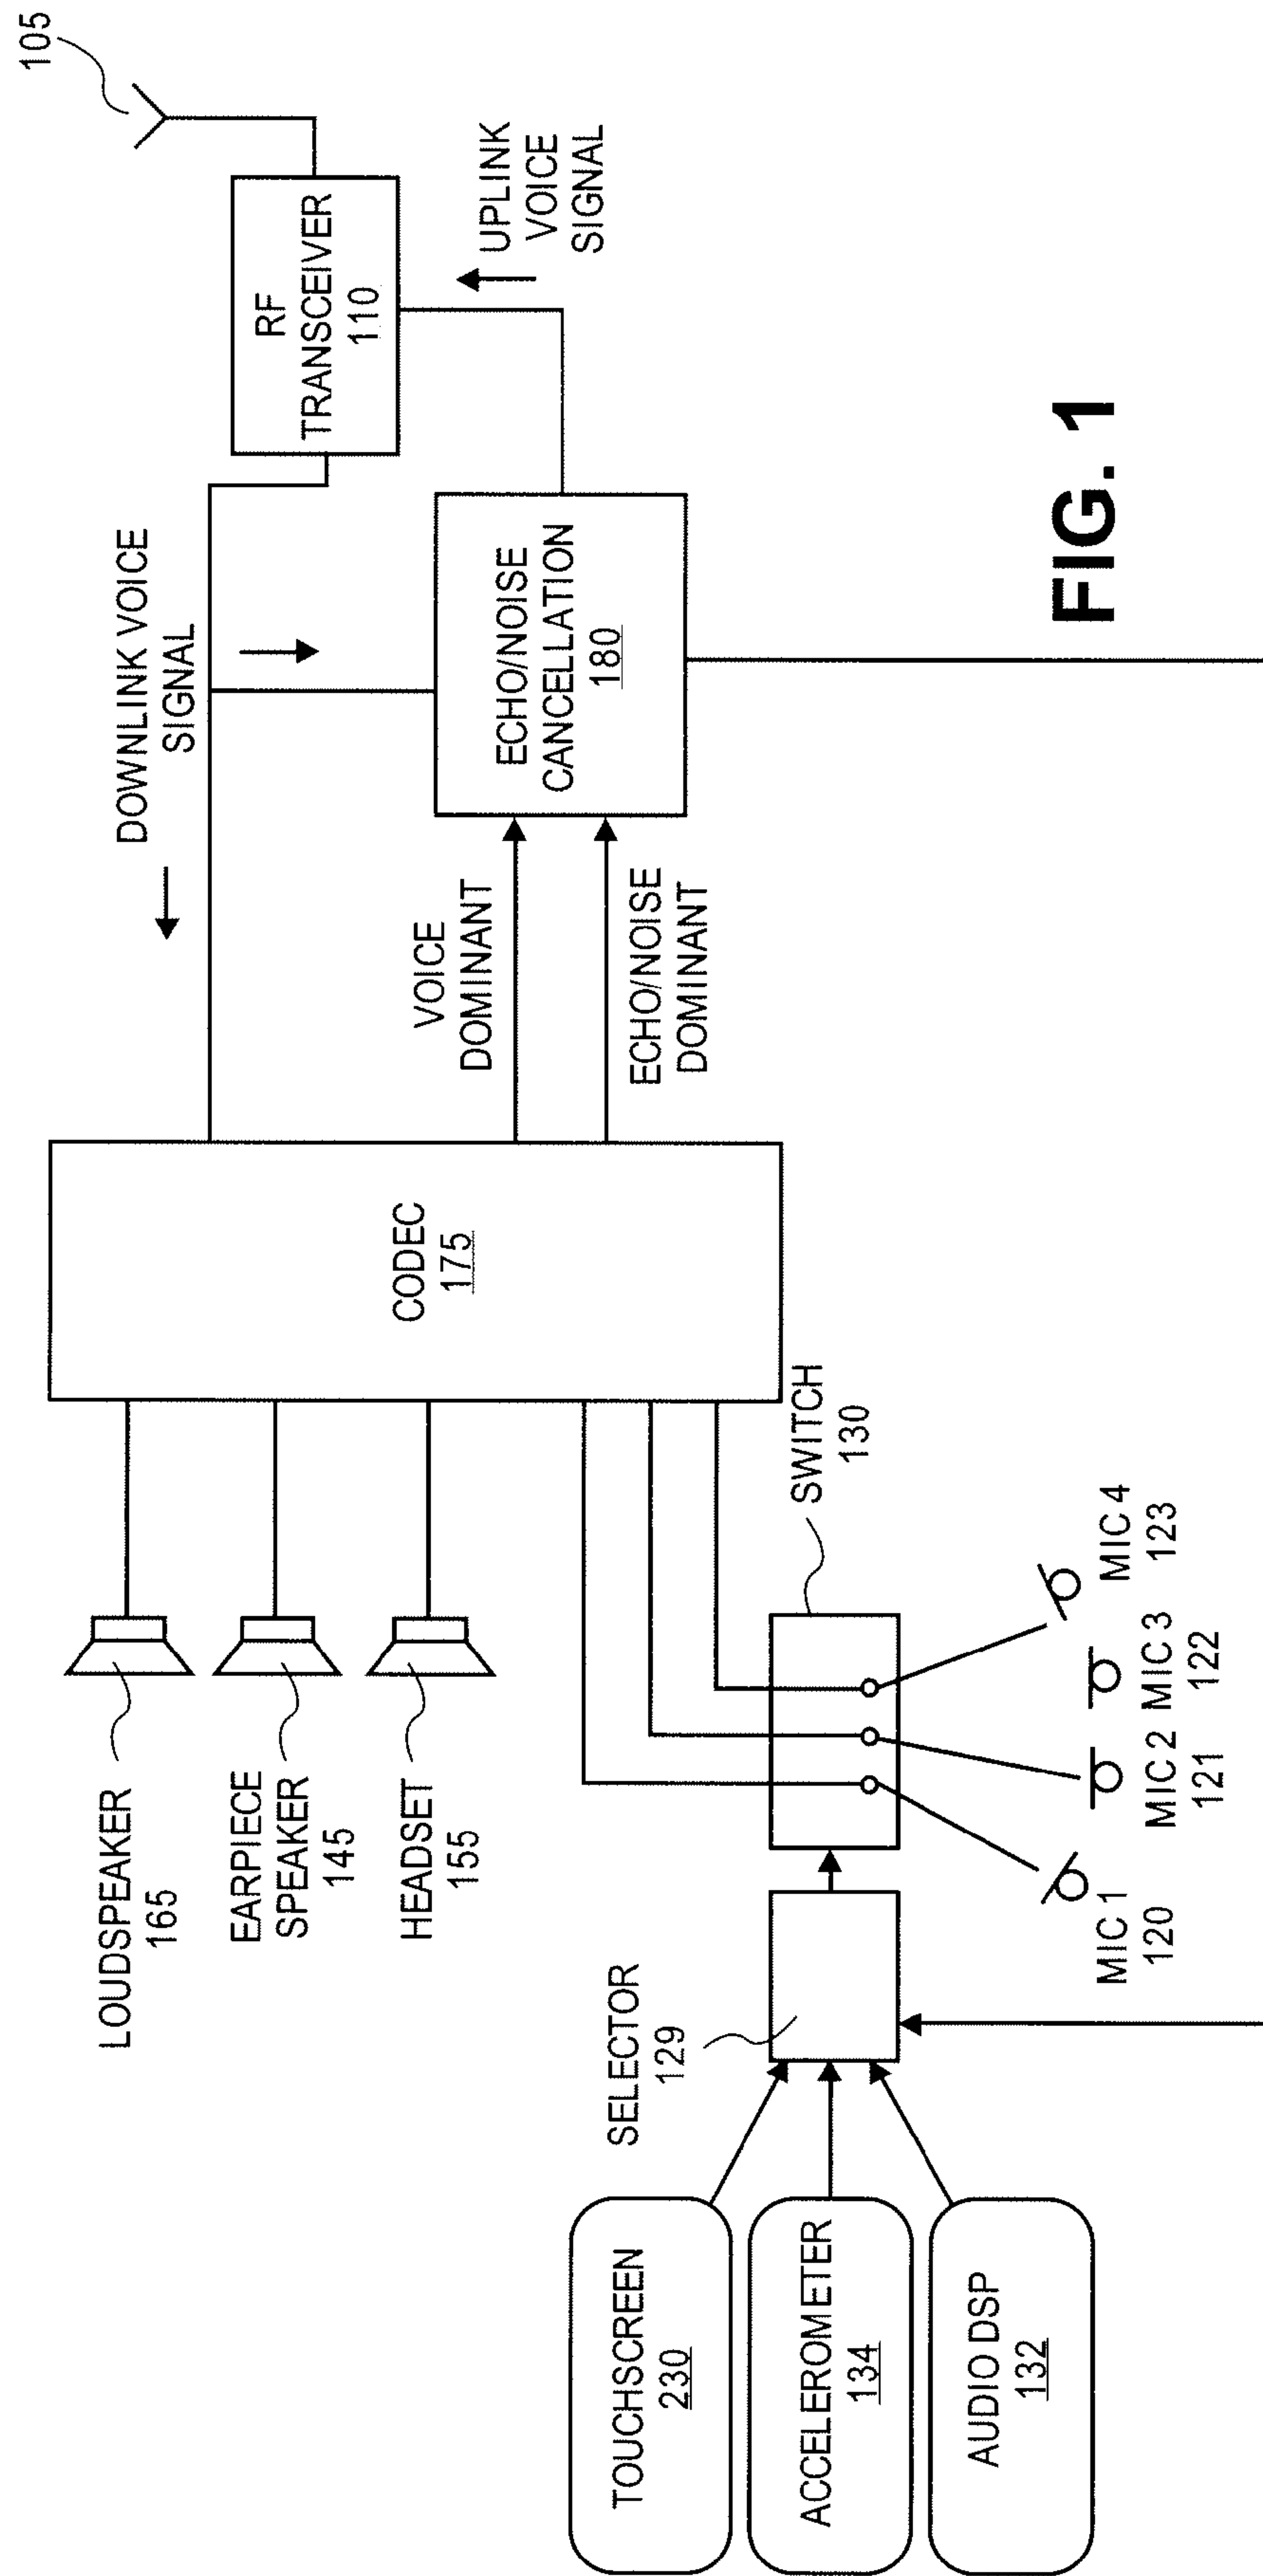 105
RF
TRANSCEIVER
110
UPLINK
VOICE
SIGNAL
DOWNLINK VOICE
SIGNAL
ECHO/NOISE
CANCELLATION
180
VOICE
DOMINANT
ECHO/NOISE
DOMINANT
CODEC
175
LOUDSPEAKER
165
EARPIECE
SPEAKER
145
HEADSET
155
SWITCH
130
SELECTOR
129
MIC 1
120
MIC 2
121
MIC 3
122
MIC 4
123
TOUCHSCREEN
230
ACCELEROMETER
134
AUDIO DSP
132
FIG. 1